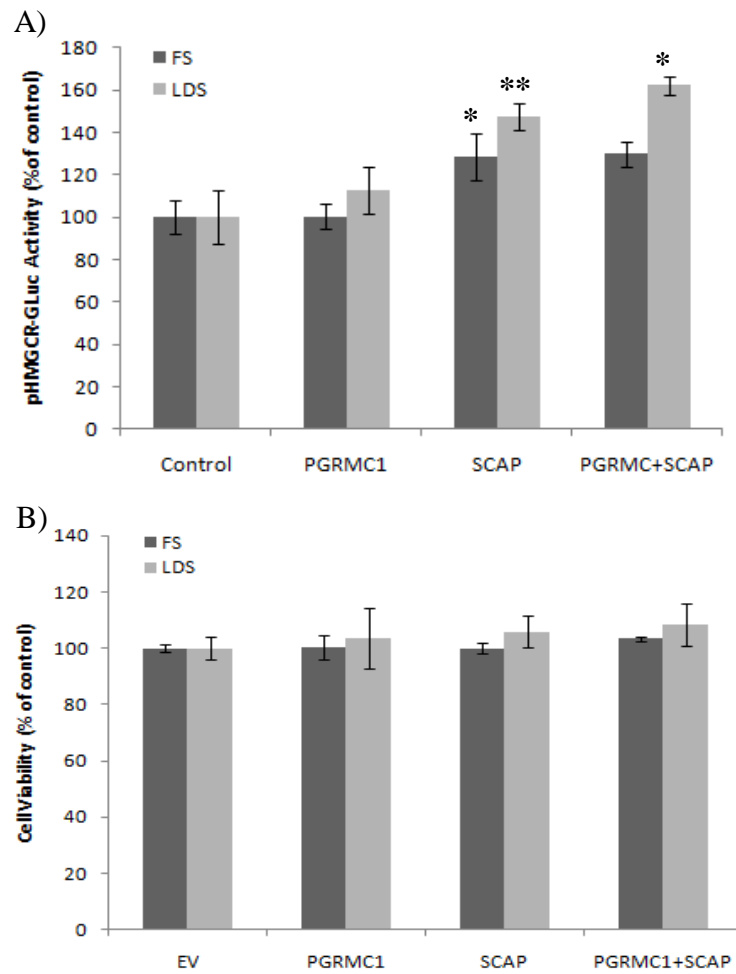 A)
pHMGCR-GLuc Activity (%of control)
180
160
140
120
100
80
60
40
20
0
FS
LDS
*
**
*
Control PGRMC1 SCAP PGRMC+SCAP
B)
Cell Viability (% of control)
140
120
100
80
60
40
20
0
FS
LDS
EV PGRMC1 SCAP PGRMC1+SCAP